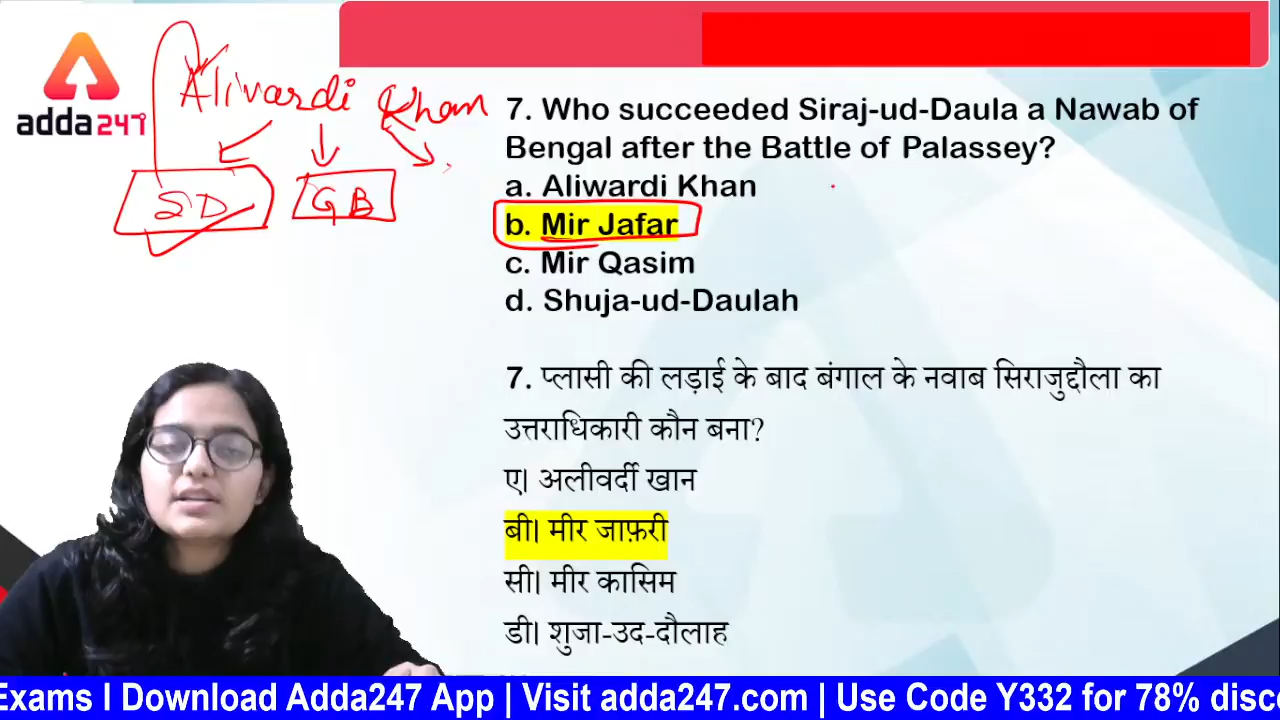 adda247
Alivardi Khan
SD
GB
7. Who succeeded Siraj-ud-Daula a Nawab of
Bengal after the Battle of Palassey?
a. Aliwardi Khan
b. Mir Jafar
c. Mir Qasim
d. Shuja-ud-Daulah
7. प्लासी की लड़ाई के बाद बंगाल के नवाब सिराजुद्दौला का
उत्तराधिकारी कौन बना?
ए। अलीवर्दी खान
बी। मीर जाफ़री
सी। मीर कासिम
डी। शुजा-उद-दौलाह
Exams I Download Adda247 App | Visit adda247.com | Use Code Y332 for 78% disco